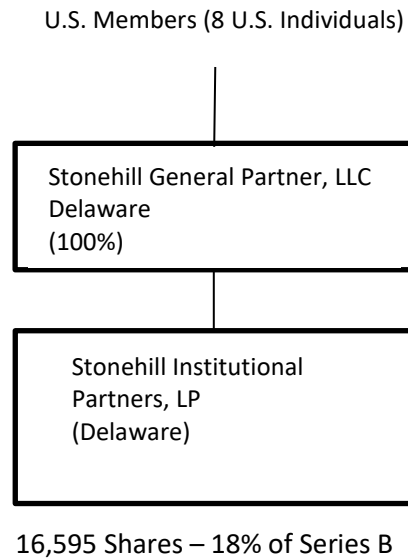 U.S. Members (8 U.S. Individuals)
Stonehill General Partner, LLC
Delaware
(100%)
Stonehill Institutional
Partners, LP
(Delaware)
16,595 Shares – 18% of Series B